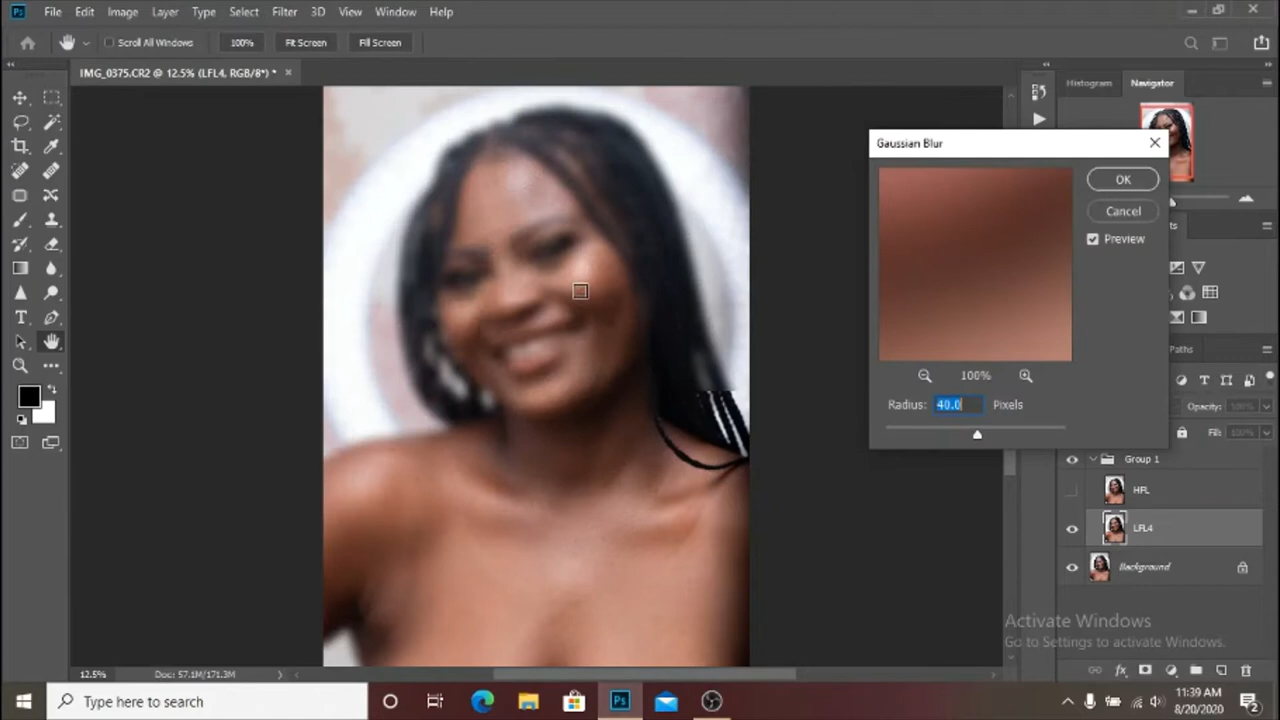 Ps File Edit Image Layer Type Select Filter 3D View Window Help
Scroll All Windows 100% Fit Screen Fill Screen
IMG_0375.CR2 @ 12.5% (LFL4, RGB/8*) *
Histogram Navigator
Gaussian Blur
OK
Cancel
Preview
100%
Radius: 40.0 Pixels
Paths
Opacity: 100%
Fill: 100%
Group 1
HFL
LFL4
Background
Activate Windows
Go to Settings to activate Windows.
12.5% Doc: 57.1M/171.3M
Type here to search
Ps
11:39 AM
8/20/2020
2